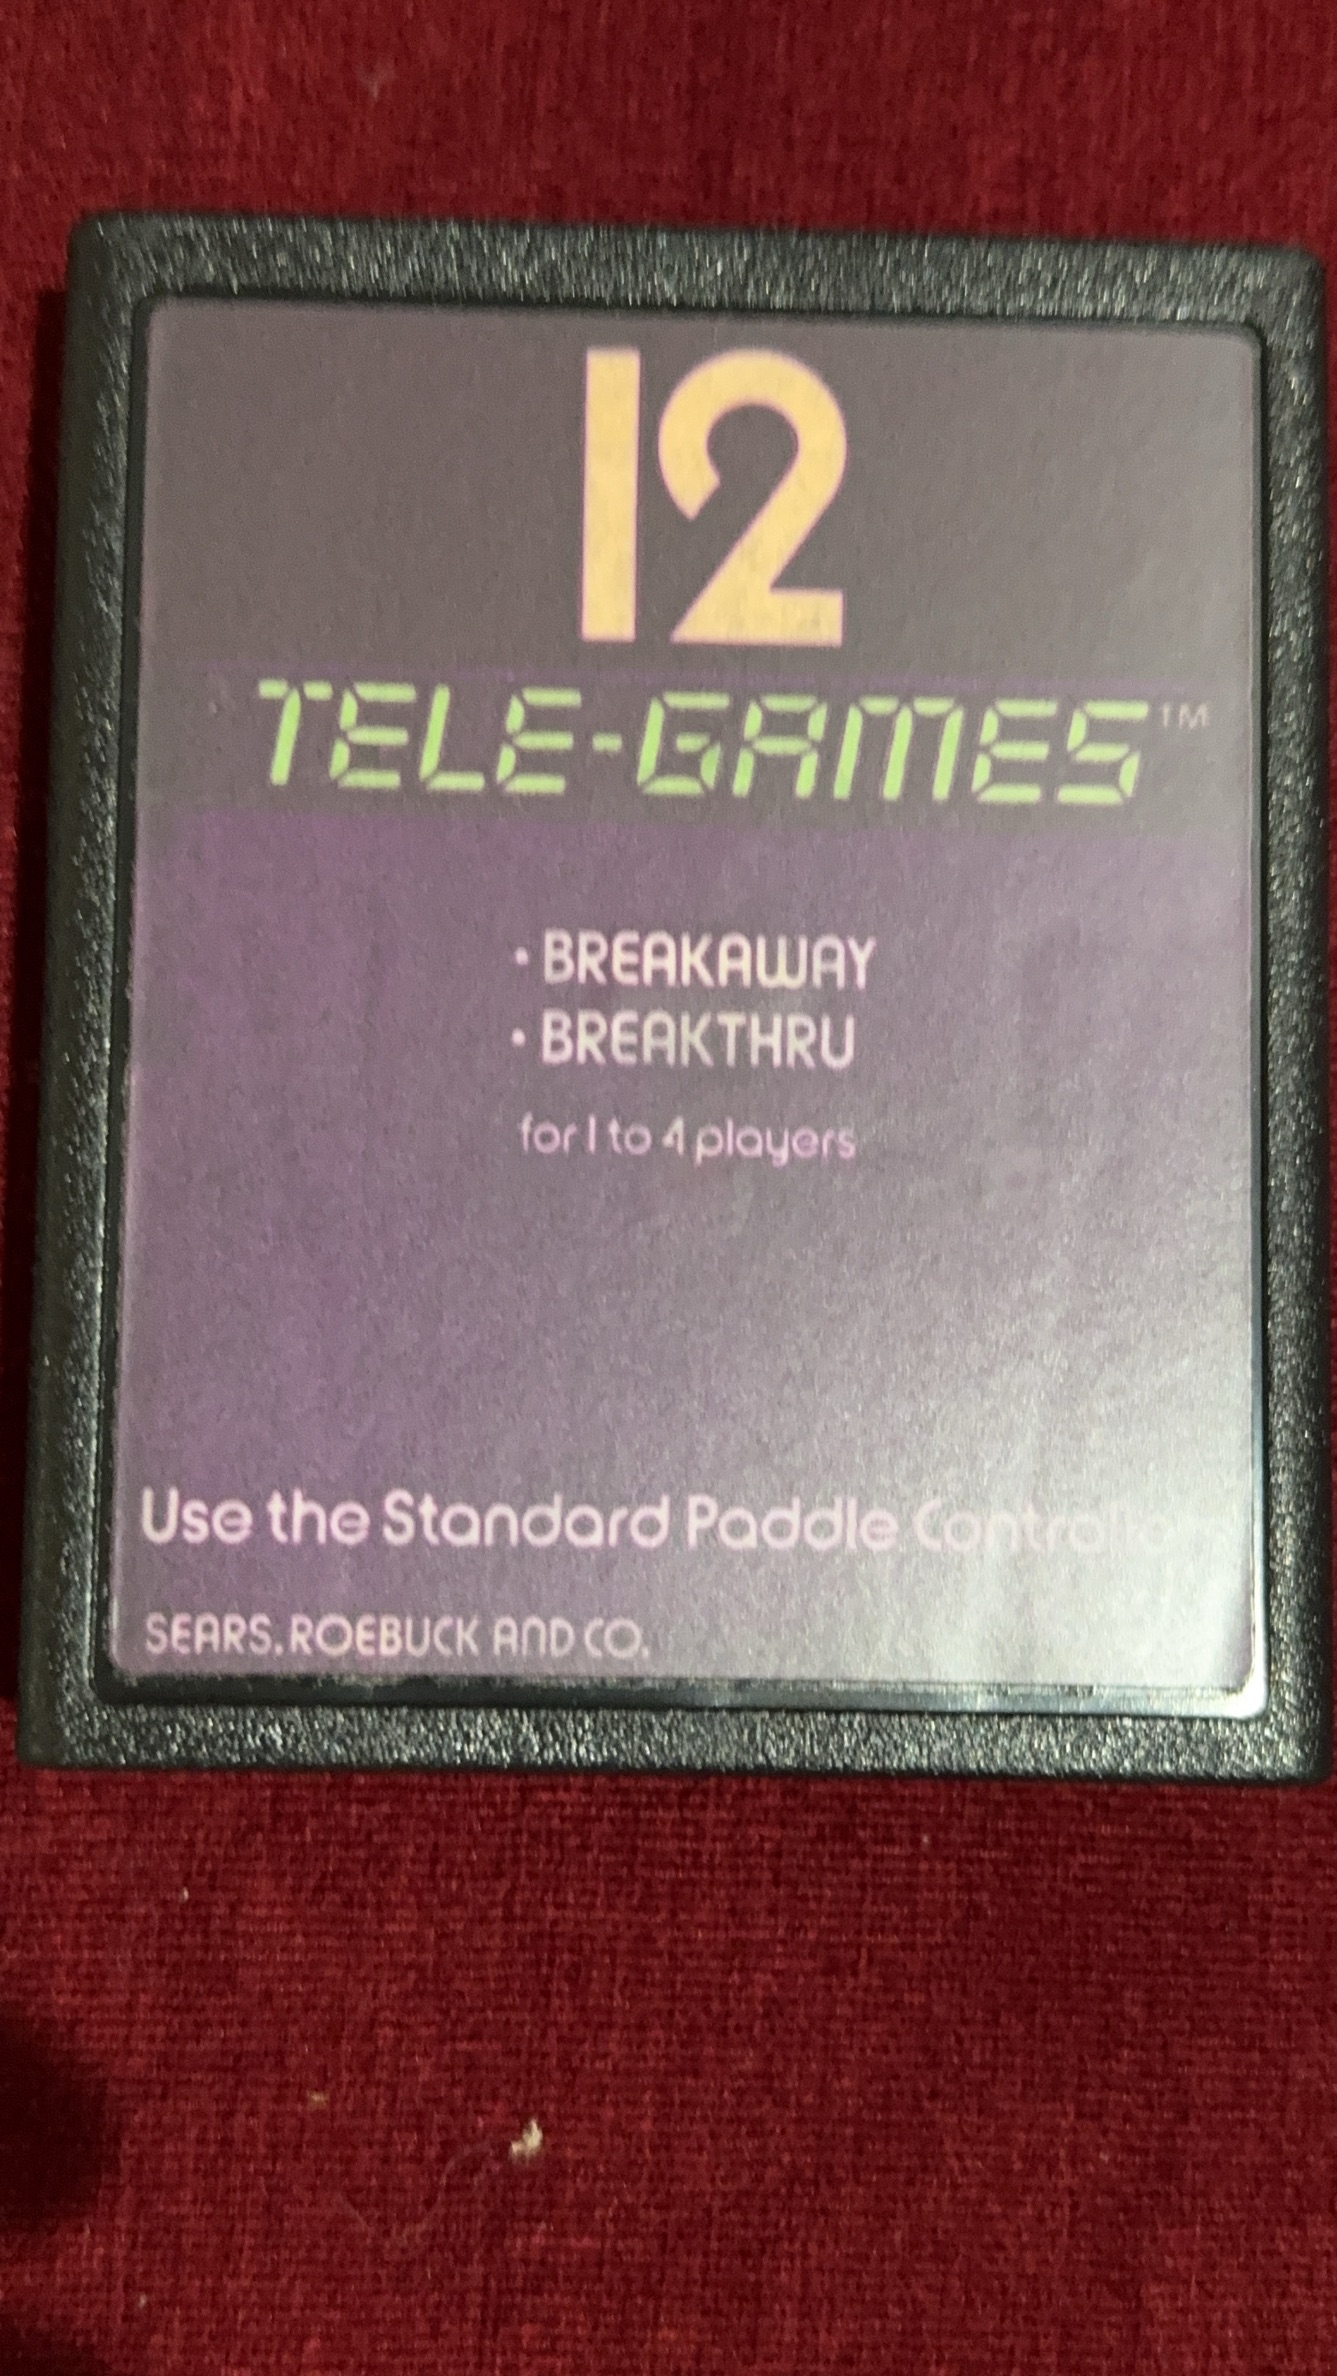 12
TELE-GAMES™
• BREAKAWAY
• BREAKTHRU
for 1 to 4 players
Use the Standard Paddle
SEARS, ROEBUCK AND CO.